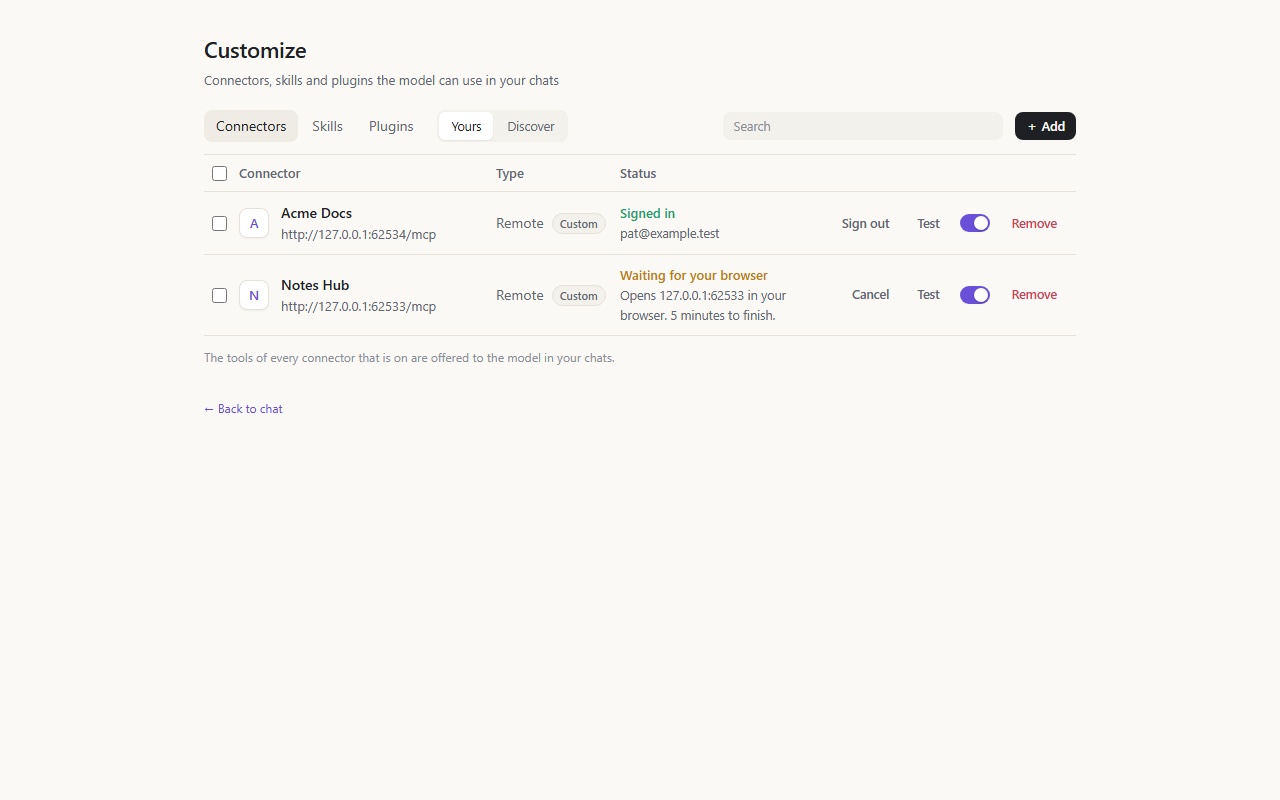 Customize
Connectors, skills and plugins the model can use in your chats
Connectors Skills Plugins Yours Discover Search + Add
Connector Type Status
A Acme Docs Remote Custom Signed in Sign out Test Remove
http://127.0.0.1:62534/mcp pat@example.test
N Notes Hub Remote Custom Waiting for your browser Cancel Test Remove
http://127.0.0.1:62533/mcp Opens 127.0.0.1:62533 in your
browser. 5 minutes to finish.
The tools of every connector that is on are offered to the model in your chats.
← Back to chat